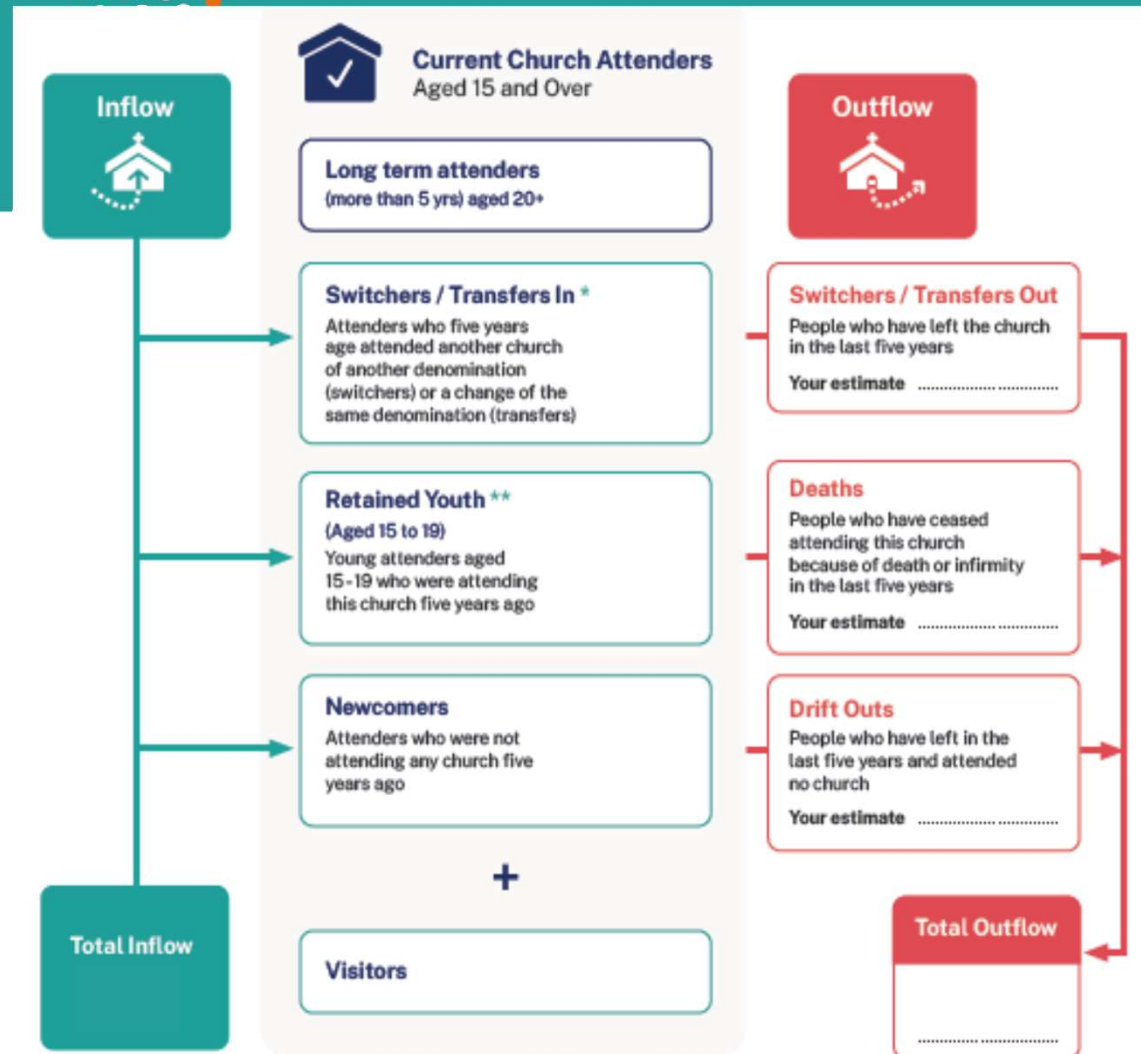 Inflow
Current Church Attenders
Aged 15 and Over
Outflow
Long term attenders
(more than 5 yrs) aged 20+
Switchers / Transfers In *
Attenders who five years
age attended another church
of another denomination
(switchers) or a change of the
same denomination (transfers)
Switchers / Transfers Out
People who have left the church
in the last five years
Your estimate ..............................
Retained Youth **
(Aged 15 to 19)
Young attenders aged
15-19 who were attending
this church five years ago
Deaths
People who have ceased
attending this church
because of death or infirmity
in the last five years
Your estimate ..............................
Newcomers
Attenders who were not
attending any church five
years ago
Drift Outs
People who have left in the
last five years and attended
no church
Your estimate ..............................
+
Total Inflow
Visitors
Total Outflow
..............................